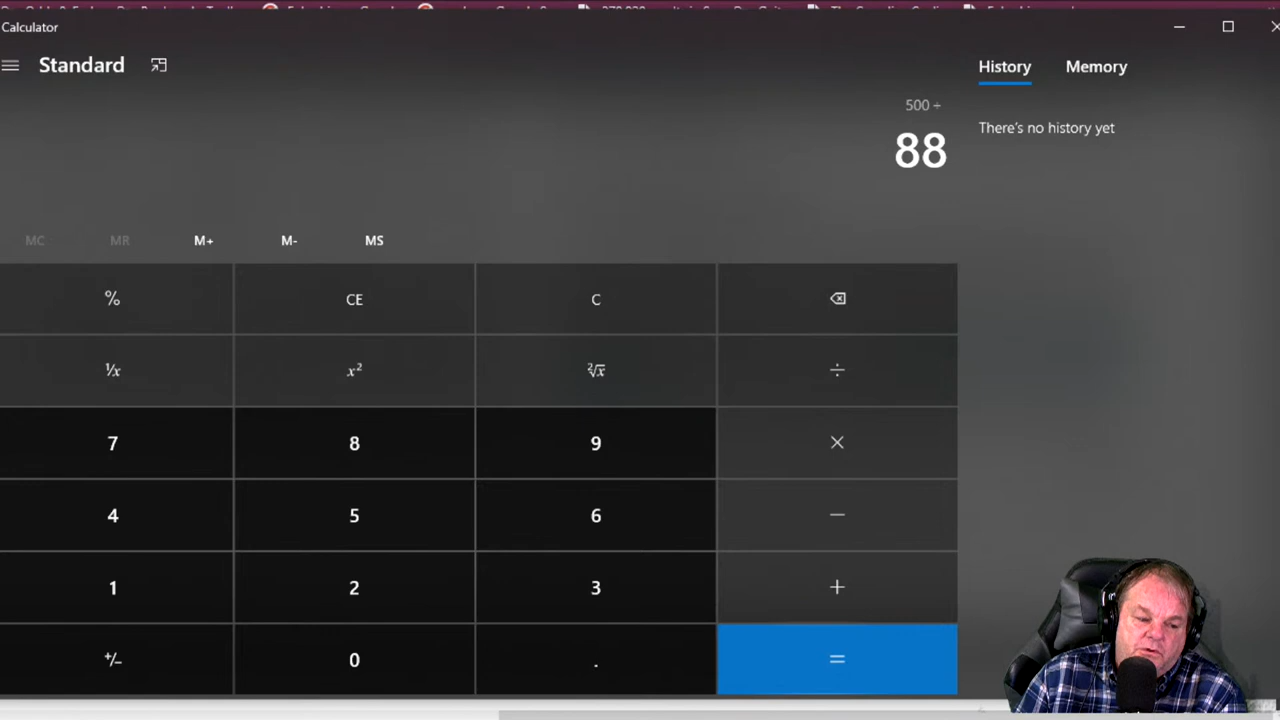 Calculator
Standard
History
Memory
500 ÷
88
There's no history yet
MC
MR
M+
M-
MS
%
CE
C
¹/x
x²
²√x
÷
7
8
9
×
4
5
6
−
1
2
3
+
+/−
0
.
=